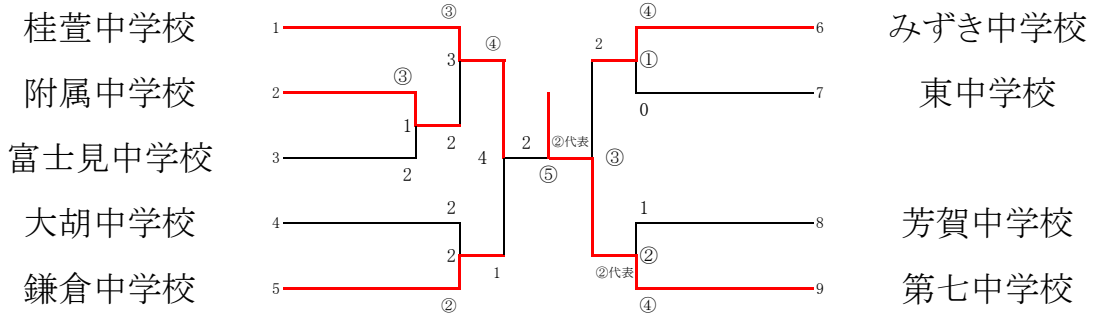 桂萱中学校 1 ③ ④ 6 みずき中学校
3 ④ 2 ①
附属中学校 2 ③ 7 東中学校
1 2 0
富士見中学校 3 2 4 2 ②代表 ⑤ ③
大胡中学校 4 2 1 8 芳賀中学校
2 1 ②代表 ②
鎌倉中学校 5 ② ④ 9 第七中学校